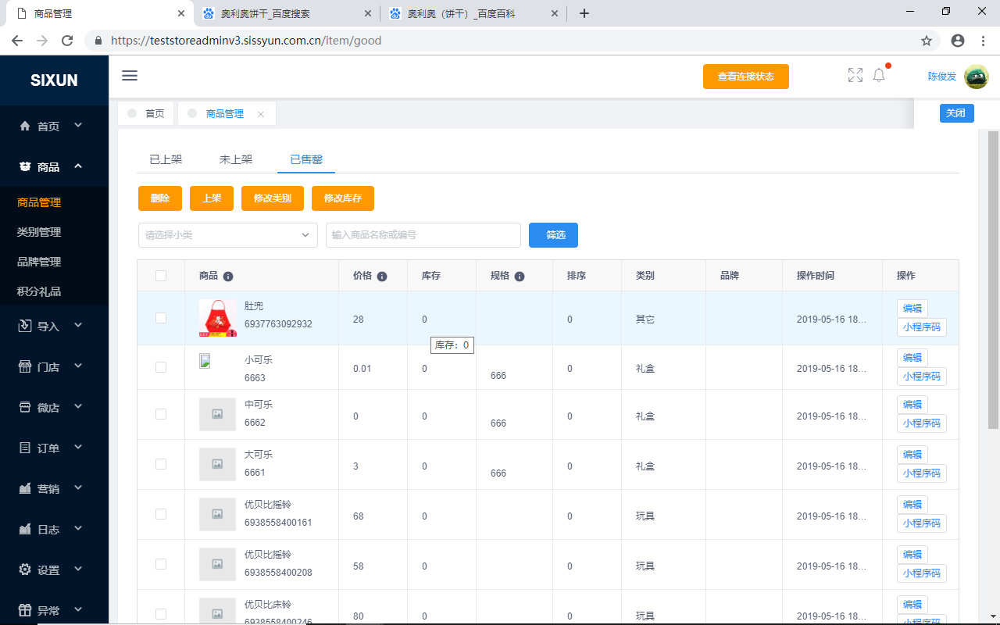 商品管理
奥利奥饼干_百度搜索
奥利奥（饼干）_百度百科
https://teststoreadminv3.sissyun.com.cn/item/good
SIXUN
查看连接状态
陈俊发
首页
商品管理
关闭
首页
商品
商品管理
类别管理
品牌管理
积分礼品
导入
门店
微店
订单
营销
日志
设置
异常
已上架 未上架 已售罄
删除 上架 修改类别 修改库存
请选择小类 输入商品名称或编号 筛选
商品 价格 库存 规格 排序 类别 品牌 操作时间 操作
肚兜
6937763092932 28 0 0 其它 2019-05-16 18... 编辑
小程序码
库存：0
小可乐
6663 0.01 0 666 0 礼盒 2019-05-16 18... 编辑
小程序码
中可乐
6662 0 0 666 0 礼盒 2019-05-16 18... 编辑
小程序码
大可乐
6661 3 0 666 0 礼盒 2019-05-16 18... 编辑
小程序码
优贝比摇铃
6938558400161 68 0 0 玩具 2019-05-16 18... 编辑
小程序码
优贝比摇铃
6938558400208 58 0 0 玩具 2019-05-16 18... 编辑
小程序码
优贝比床铃
6938558400246 80 0 0 玩具 2019-05-16 18... 编辑
小程序码